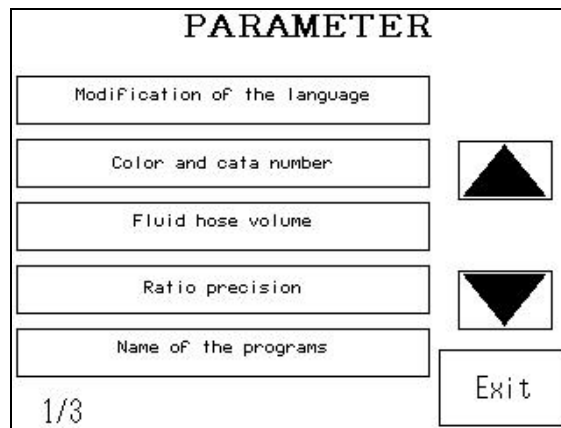 PARAMETER
Modification of the language
Color and cata number
Fluid hose volume
Ratio precision
Name of the programs
Exit
1/3